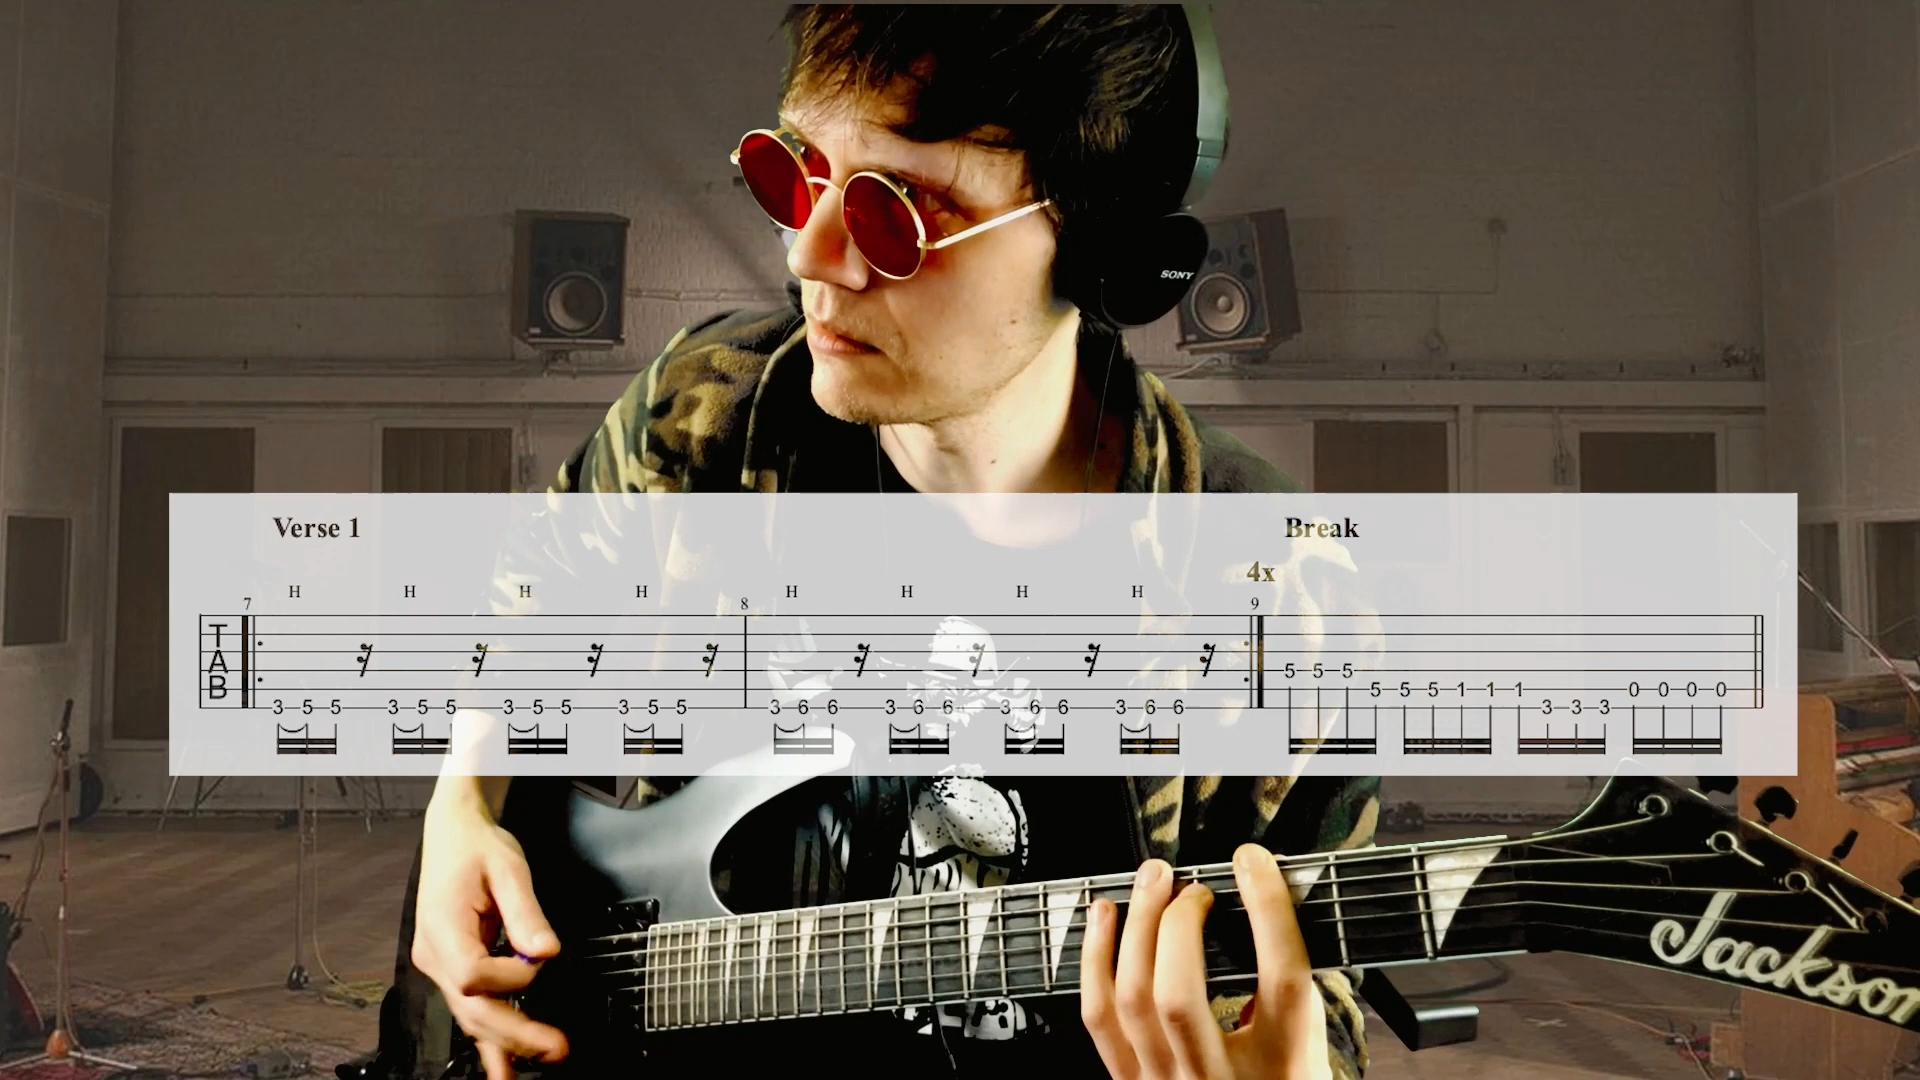 SONY
Verse 1
Break
4x
H H H H H H H H
7 8 9
T
A
B
5 5 5
5 5 5 1 1 1 0 0 0 0
3 5 5 3 5 5 3 5 5 3 5 5 3 6 6 3 6 6 3 6 6 3 6 6 3 3 3
Jackson